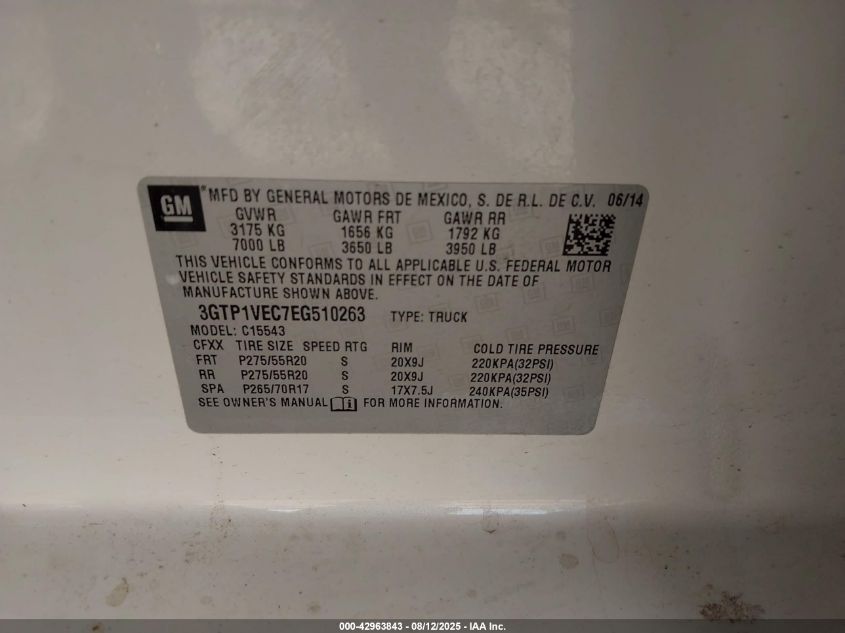 GM
® MFD BY GENERAL MOTORS DE MEXICO, S. DE R.L. DE C.V. 06/14
GVWR GAWR FRT GAWR RR
3175 KG 1656 KG 1792 KG
7000 LB 3650 LB 3950 LB
THIS VEHICLE CONFORMS TO ALL APPLICABLE U.S. FEDERAL MOTOR
VEHICLE SAFETY STANDARDS IN EFFECT ON THE DATE OF
MANUFACTURE SHOWN ABOVE.
3GTP1VEC7EG510263 TYPE: TRUCK
MODEL: C15543
CFXX TIRE SIZE SPEED RTG RIM COLD TIRE PRESSURE
FRT P275/55R20 S 20X9J 220KPA(32PSI)
RR P275/55R20 S 20X9J 220KPA(32PSI)
SPA P265/70R17 S 17X7.5J 240KPA(35PSI)
SEE OWNER'S MANUAL FOR MORE INFORMATION.
000-42963843 - 08/12/2025 - IAA Inc.